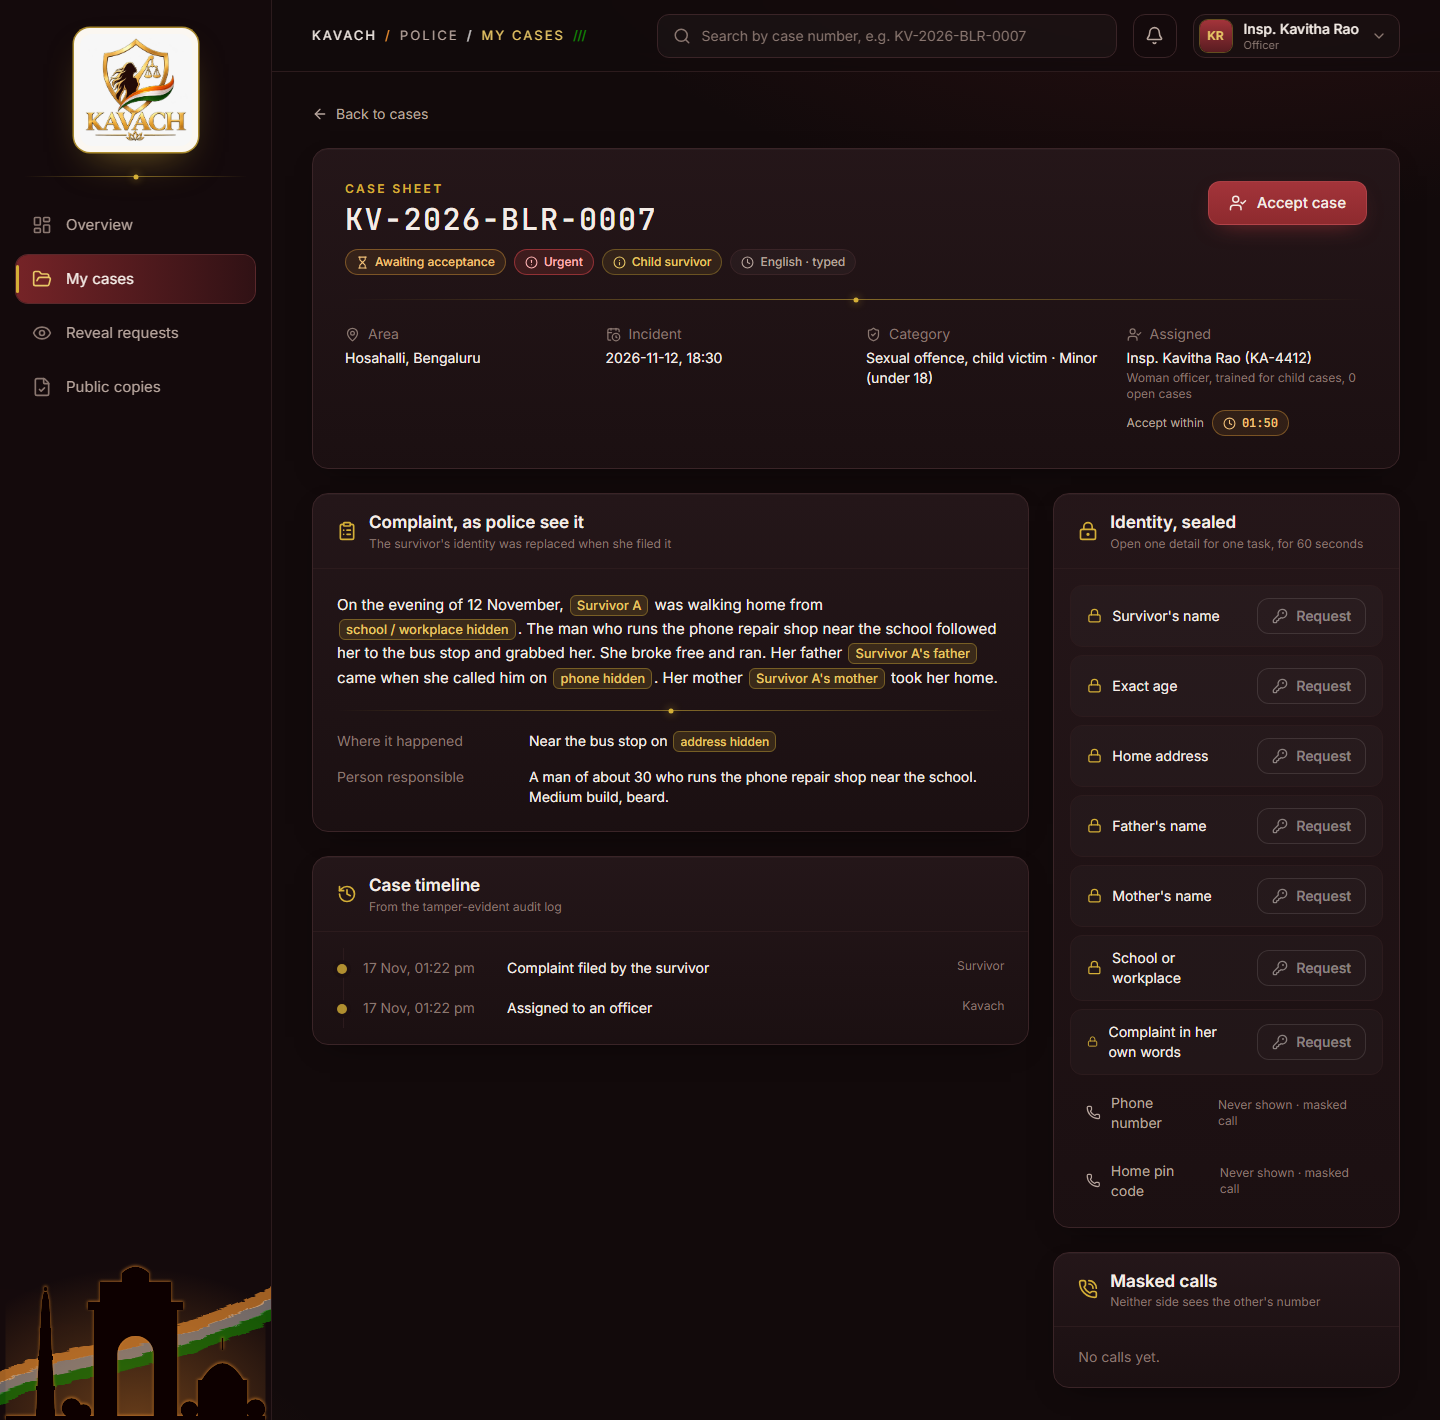 KAVACH
KAVACH / POLICE / MY CASES ///
Search by case number, e.g. KV-2026-BLR-0007
KR
Insp. Kavitha Rao
Officer
Overview
My cases
Reveal requests
Public copies
Back to cases
CASE SHEET
KV-2026-BLR-0007
Accept case
Awaiting acceptance
Urgent
Child survivor
English · typed
Area
Hosahalli, Bengaluru
Incident
2026-11-12, 18:30
Category
Sexual offence, child victim · Minor
(under 18)
Assigned
Insp. Kavitha Rao (KA-4412)
Woman officer, trained for child cases, 0
open cases
Accept within 01:50
Complaint, as police see it
The survivor's identity was replaced when she filed it
On the evening of 12 November, Survivor A was walking home from
school / workplace hidden . The man who runs the phone repair shop near the school followed
her to the bus stop and grabbed her. She broke free and ran. Her father Survivor A's father
came when she called him on phone hidden . Her mother Survivor A's mother took her home.
Where it happened
Near the bus stop on address hidden
Person responsible
A man of about 30 who runs the phone repair shop near the school.
Medium build, beard.
Case timeline
From the tamper-evident audit log
17 Nov, 01:22 pm Complaint filed by the survivor Survivor
17 Nov, 01:22 pm Assigned to an officer Kavach
Identity, sealed
Open one detail for one task, for 60 seconds
Survivor's name Request
Exact age Request
Home address Request
Father's name Request
Mother's name Request
School or
workplace
Request
Complaint in her
own words
Request
Phone
number
Never shown · masked
call
Home pin
code
Never shown · masked
call
Masked calls
Neither side sees the other's number
No calls yet.